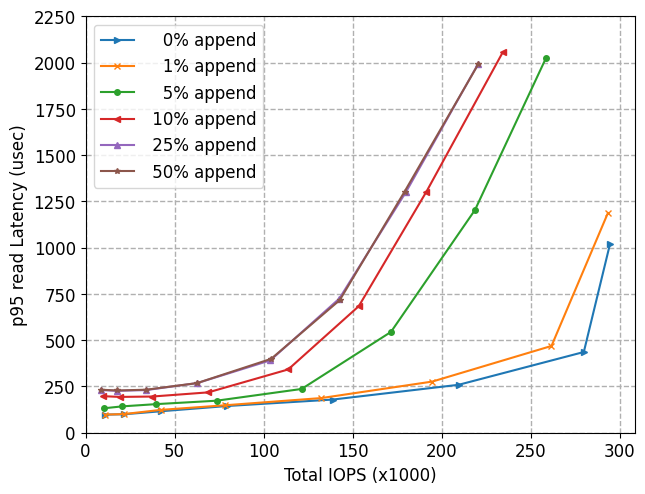 2250
2000
1750
1500
1250
1000
750
500
250
0
p95 read Latency (usec)
0% append
1% append
5% append
10% append
25% append
50% append
0 50 100 150 200 250 300
Total IOPS (x1000)